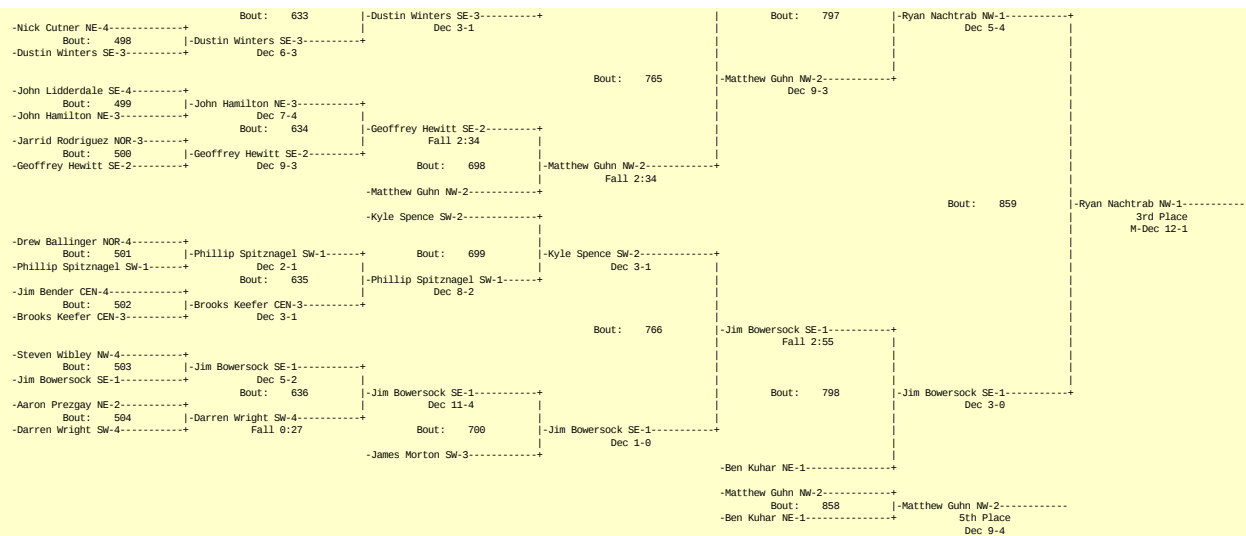 Bout: 633 |-Dustin Winters SE-3-----------+ | Bout: 797 |-Ryan Nachtrab NW-1-----------+
-Nick Cutner NE-4------------+ | Dec 3-1 | | Dec 5-4 |
Bout: 498 |-Dustin Winters SE-3----------+ | | |
-Dustin Winters SE-3----------+ Dec 6-3 | | |
Bout: 765 |-Matthew Guhn NW-2------------+ |
-John Lidderdale SE-4---------+ | Dec 9-3 |
Bout: 499 |-John Hamilton NE-3-----------+ | |
-John Hamilton NE-3-----------+ Dec 7-4 | | |
Bout: 634 |-Geoffrey Hewitt SE-2---------+ | |
-Jarrid Rodriguez NOR-3-------+ | Fall 2:34 | | |
Bout: 500 |-Geoffrey Hewitt SE-2---------+ | | |
-Geoffrey Hewitt SE-2---------+ Dec 9-3 Bout: 698 |-Matthew Guhn NW-2------------+ |
| Fall 2:34 |
-Matthew Guhn NW-2------------+ |
Bout: 859 |-Ryan Nachtrab NW-1-----------
-Kyle Spence SW-2-------------+ | 3rd Place
| | M-Dec 12-1
-Drew Ballinger NOR-4---------+ | |
Bout: 501 |-Phillip Spitznagel SW-1------+ Bout: 699 |-Kyle Spence SW-2-------------+ |
-Phillip Spitznagel SW-1------+ Dec 2-1 | | Dec 3-1 | |
Bout: 635 |-Phillip Spitznagel SW-1------+ | |
-Jim Bender CEN-4-------------+ | Dec 8-2 | |
Bout: 502 |-Brooks Keefer CEN-3----------+ | |
-Brooks Keefer CEN-3----------+ Dec 3-1 | |
Bout: 766 |-Jim Bowersock SE-1-----------+ |
| Fall 2:55 | |
-Steven Wibley NW-4-----------+ | | |
Bout: 503 |-Jim Bowersock SE-1-----------+ | | |
-Jim Bowersock SE-1-----------+ Dec 5-2 | | | |
Bout: 636 |-Jim Bowersock SE-1-----------+ | Bout: 798 |-Jim Bowersock SE-1-----------+
-Aaron Prezgay NE-2-----------+ | Dec 11-4 | | | Dec 3-0
Bout: 504 |-Darren Wright SW-4-----------+ | | |
-Darren Wright SW-4-----------+ Fall 0:27 Bout: 700 |-Jim Bowersock SE-1-----------+ |
| Dec 1-0 |
-James Morton SW-3------------+ |
-Ben Kuhar NE-1---------------+
-Matthew Guhn NW-2------------+
Bout: 858 |-Matthew Guhn NW-2------------
-Ben Kuhar NE-1---------------+ 5th Place
Dec 9-4